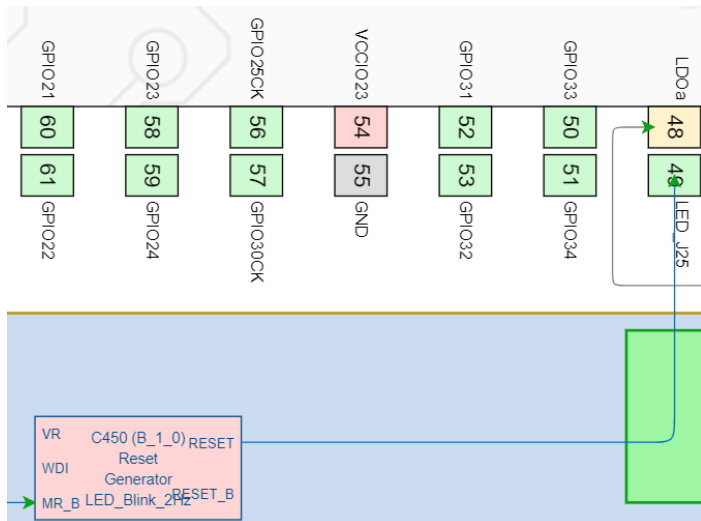 GPIO21
GPIO23
GPIO25CK
VCCIO23
GPIO31
GPIO33
LDOa
60
58
56
54
52
50
48
61
59
57
55
53
51
49
GPIO22
GPIO24
GPIO30CK
GND
GPIO32
GPIO34
LED_J25
VR
WDI
MR_B
C450 (B_1_0)
Reset
Generator
LED_Blink_2Hz
RESET
RESET_B